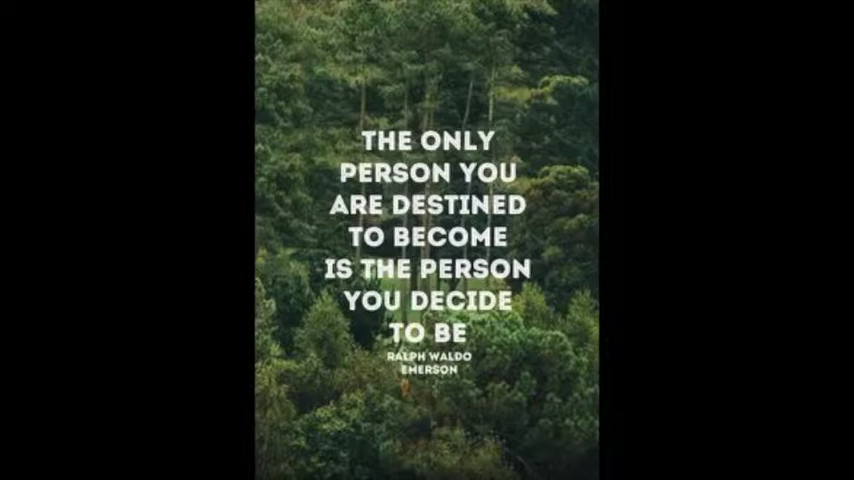 THE ONLY
PERSON YOU
ARE DESTINED
TO BECOME
IS THE PERSON
YOU DECIDE
TO BE
RALPH WALDO
EMERSON